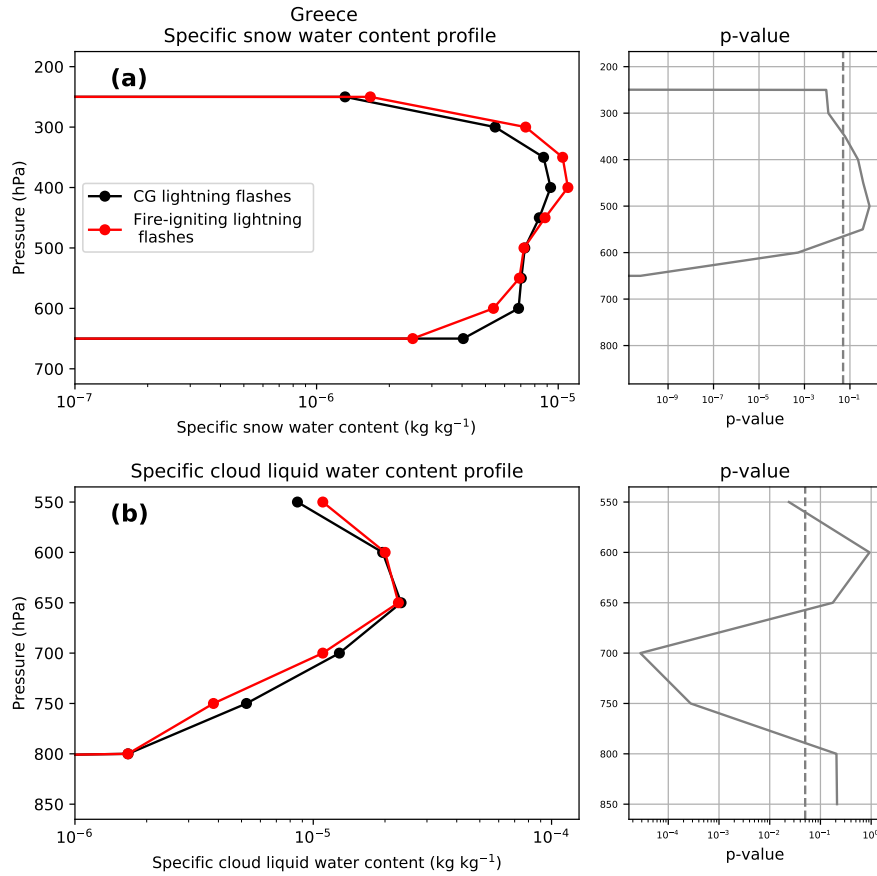 Greece
Specific snow water content profile
p-value
(a)
200
300
400
500
600
700
Pressure (hPa)
CG lightning flashes
Fire-igniting lightning
flashes
10⁻⁷
10⁻⁶
10⁻⁵
Specific snow water content (kg kg⁻¹)
200
300
400
500
600
700
800
10⁻⁹
10⁻⁷
10⁻⁵
10⁻³
10⁻¹
p-value
Specific cloud liquid water content profile
p-value
(b)
550
600
650
700
750
800
850
Pressure (hPa)
10⁻⁶
10⁻⁵
10⁻⁴
Specific cloud liquid water content (kg kg⁻¹)
550
600
650
700
750
800
850
10⁻⁴
10⁻³
10⁻²
10⁻¹
10⁰
p-value